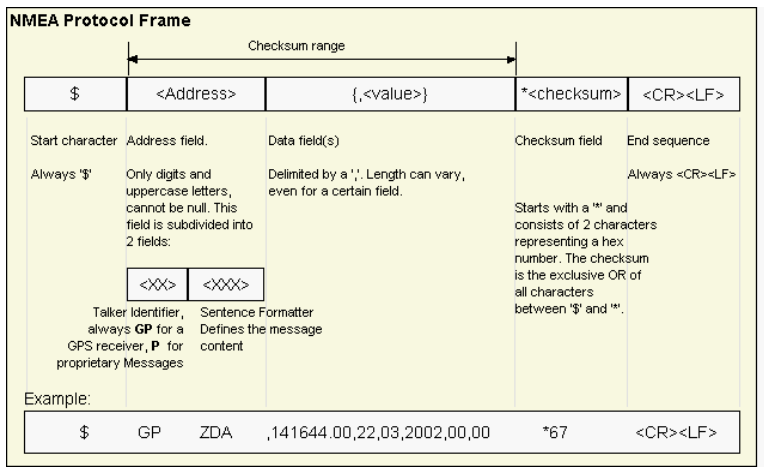 NMEA Protocol Frame
Checksum range
$ <Address> {,<value>} *<checksum> <CR><LF>
Start character
Always '$'
Address field.
Only digits and
uppercase letters,
cannot be null. This
field is subdivided into
2 fields:
<XX> <XXX>
Talker Identifier,
always GP for a
GPS receiver, P for
proprietary Messages
Sentence Formatter
Defines the message
content
Data field(s)
Delimited by a ','. Length can vary,
even for a certain field.
Checksum field
Starts with a '*' and
consists of 2 characters
representing a hex
number. The checksum
is the exclusive OR of
all characters
between '$' and '*'.
End sequence
Always <CR><LF>
Example:
$ GP ZDA ,141644.00,22,03,2002,00,00 *67 <CR><LF>